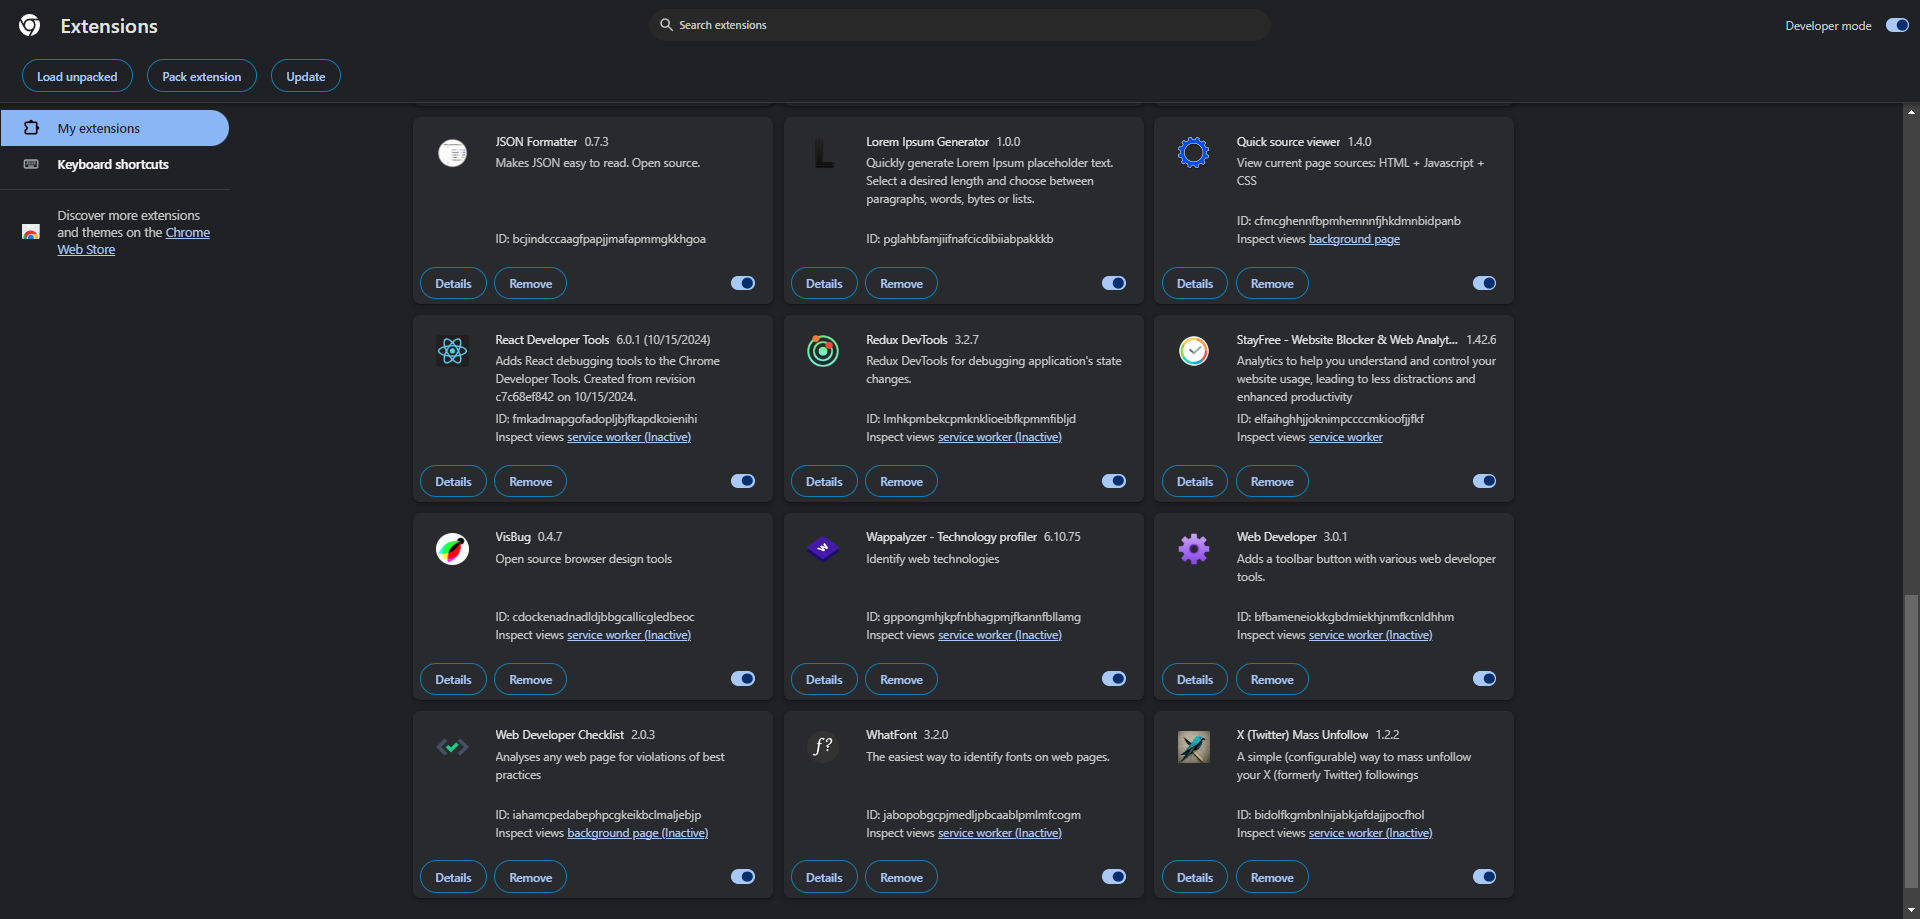 Extensions
Search extensions
Developer mode
Load unpacked
Pack extension
Update
My extensions
Keyboard shortcuts
Discover more extensions
and themes on the Chrome
Web Store
JSON Formatter 0.7.3
Makes JSON easy to read. Open source.
ID: bcjindcccaagfpapjjmafapmmgkkhgoa
Details
Remove
Lorem Ipsum Generator 1.0.0
Quickly generate Lorem Ipsum placeholder text.
Select a desired length and choose between
paragraphs, words, bytes or lists.
ID: pglahbfamjiifnafcicdibiiabpakkkb
Details
Remove
Quick source viewer 1.4.0
View current page sources: HTML + Javascript +
CSS
ID: cfmcghennfbpmhemnnfjhkdmnbidpanb
Inspect views background page
Details
Remove
React Developer Tools 6.0.1 (10/15/2024)
Adds React debugging tools to the Chrome
Developer Tools. Created from revision
c7c68ef842 on 10/15/2024.
ID: fmkadmapgofadopljbjfkapdkoienihi
Inspect views service worker (Inactive)
Details
Remove
Redux DevTools 3.2.7
Redux DevTools for debugging application's state
changes.
ID: lmhkpmbekcpmknklioeibfkpmmfibljd
Inspect views service worker (Inactive)
Details
Remove
StayFree - Website Blocker & Web Analyt... 1.42.6
Analytics to help you understand and control your
website usage, leading to less distractions and
enhanced productivity
ID: elfaihghhjjoknimpccccmkioofjjfkf
Inspect views service worker
Details
Remove
VisBug 0.4.7
Open source browser design tools
ID: cdockenadnadldjbbgcallicgledbeoc
Inspect views service worker (Inactive)
Details
Remove
W
Wappalyzer - Technology profiler 6.10.75
Identify web technologies
ID: gppongmhjkpfnbhagpmjfkannfbllamg
Inspect views service worker (Inactive)
Details
Remove
Web Developer 3.0.1
Adds a toolbar button with various web developer
tools.
ID: bfbameneiokkgbdmiekhjnmfkcnldhhm
Inspect views service worker (Inactive)
Details
Remove
Web Developer Checklist 2.0.3
Analyses any web page for violations of best
practices
ID: iahamcpedabephpcgkeikbclmaljebjp
Inspect views background page (Inactive)
Details
Remove
f?
WhatFont 3.2.0
The easiest way to identify fonts on web pages.
ID: jabopobgcpjmedljpbcaablpmlmfcogm
Inspect views service worker (Inactive)
Details
Remove
X (Twitter) Mass Unfollow 1.2.2
A simple (configurable) way to mass unfollow
your X (formerly Twitter) followings
ID: bidolfkgmbnlnijabkjafdajjpocfhol
Inspect views service worker (Inactive)
Details
Remove